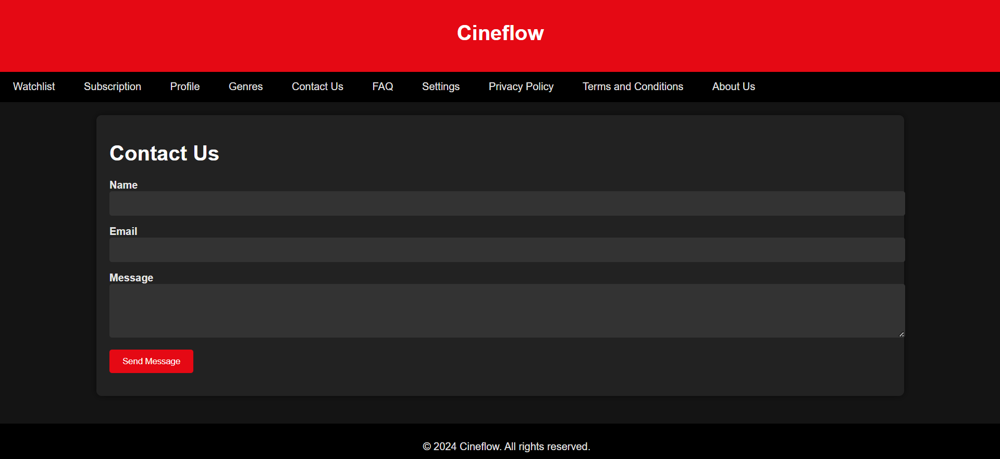 Cineflow
Watchlist Subscription Profile Genres Contact Us FAQ Settings Privacy Policy Terms and Conditions About Us
Contact Us
Name
Email
Message
Send Message
© 2024 Cineflow. All rights reserved.